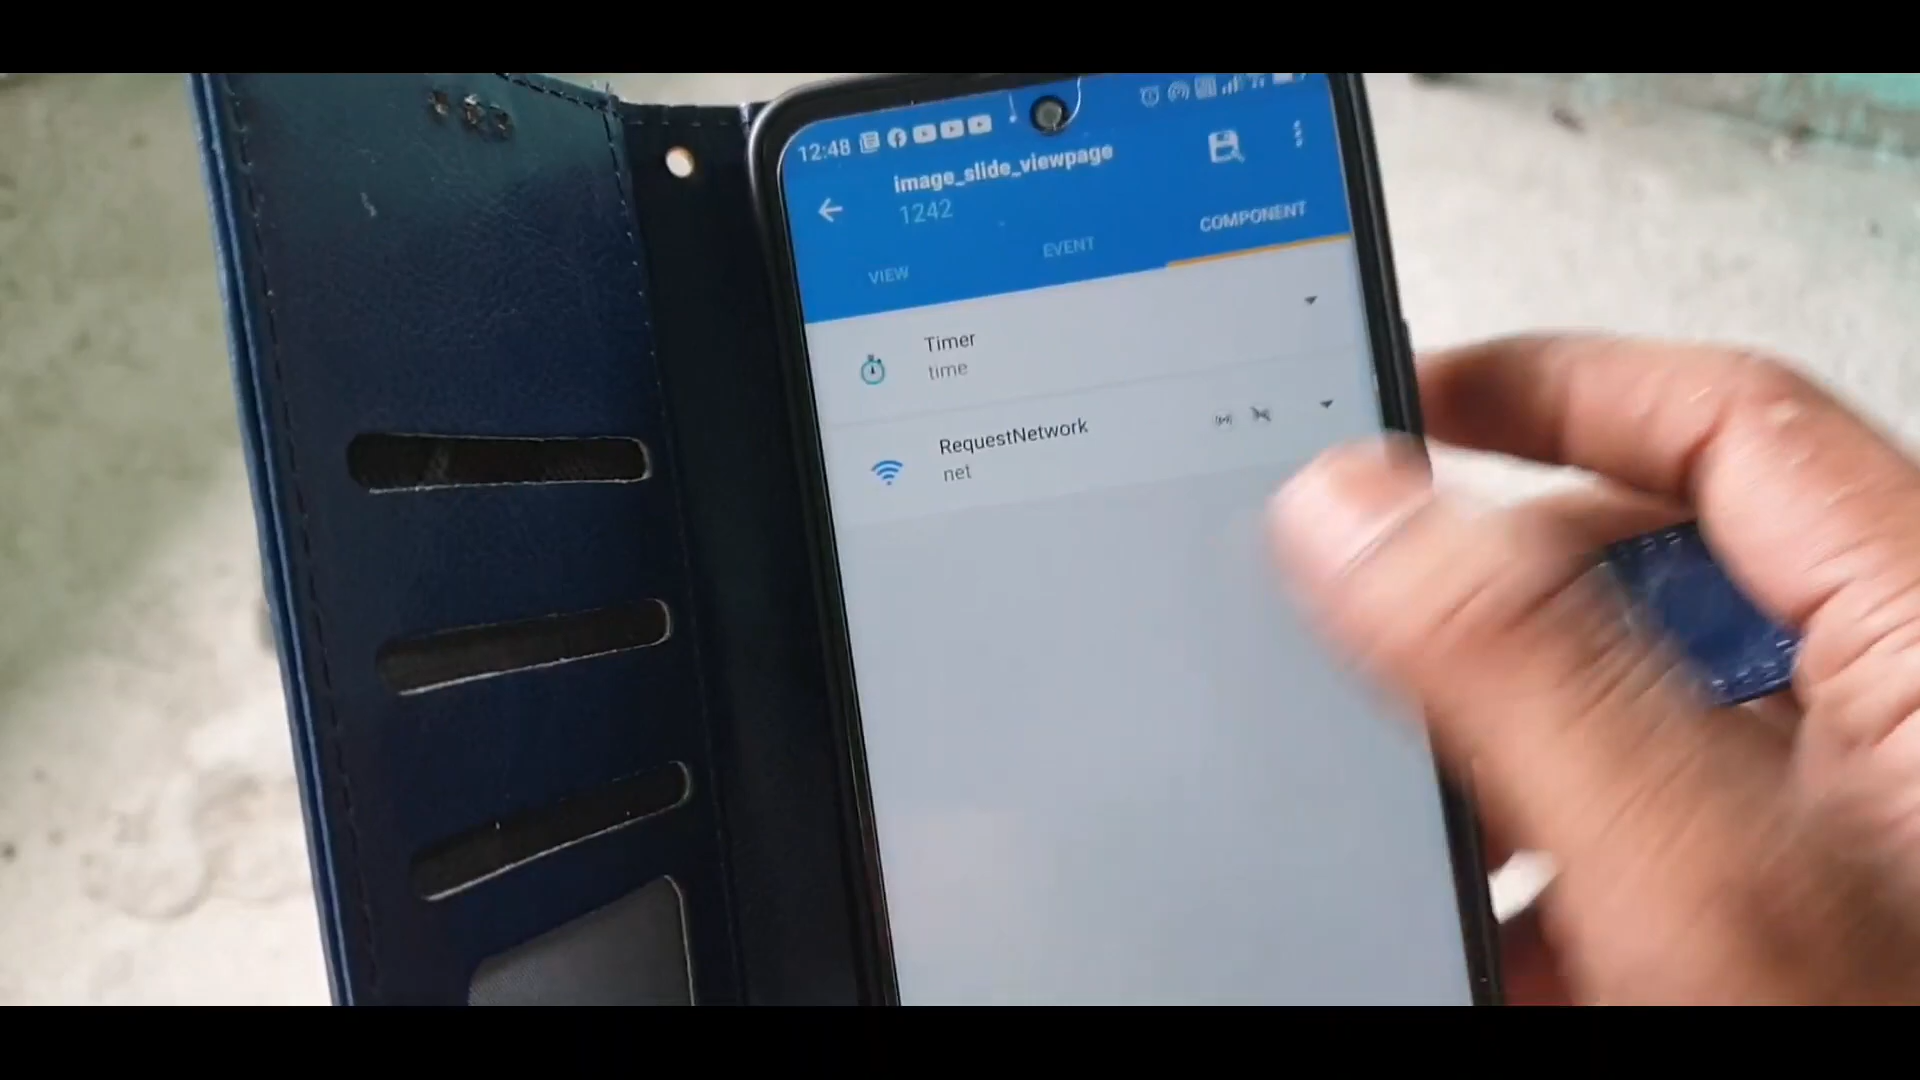 12:48
image_slide_viewpage
1242
VIEW
EVENT
COMPONENT
Timer
time
RequestNetwork
net